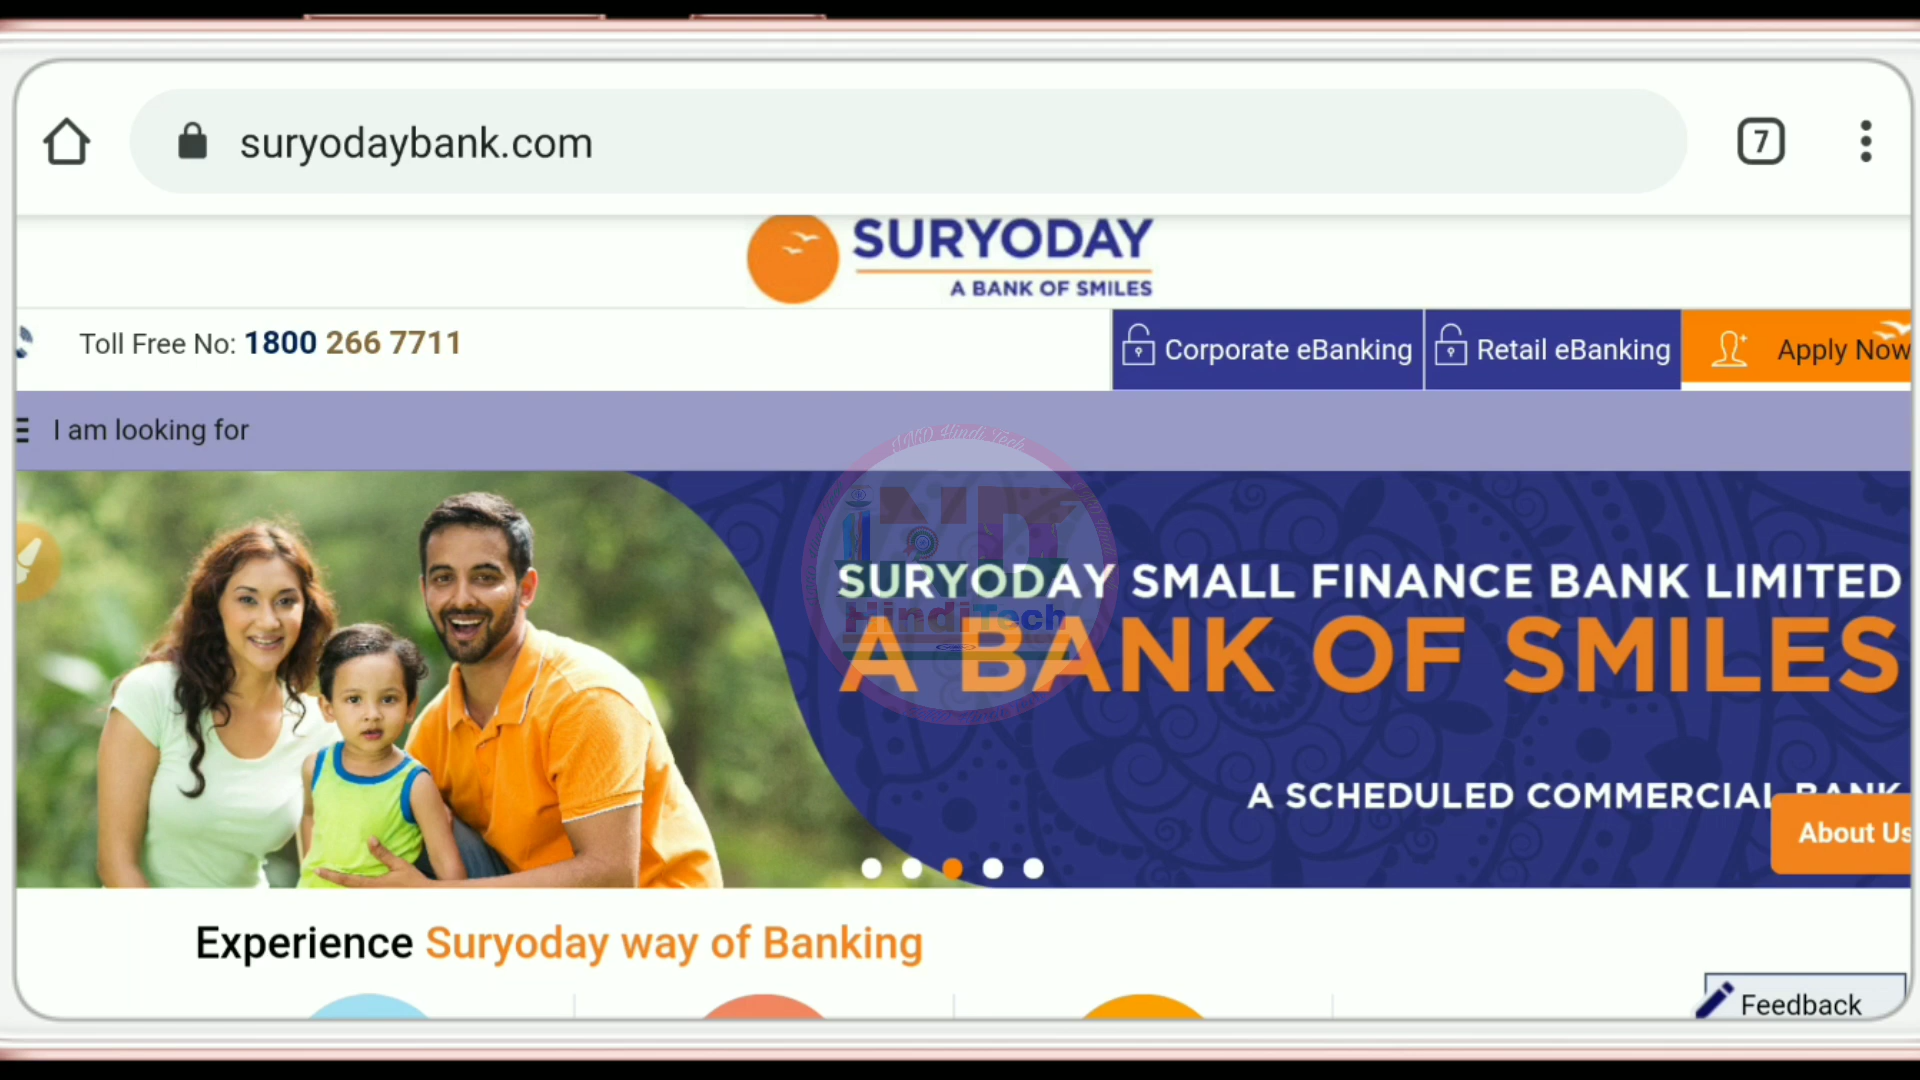 suryodaybank.com
7
SURYODAY
A BANK OF SMILES
Toll Free No: 1800 266 7711
Corporate eBanking
Retail eBanking
Apply Now
I am looking for
SURYODAY SMALL FINANCE BANK LIMITED
HindiTech
A BANK OF SMILES
A SCHEDULED COMMERCIAL BANK
About Us
Experience Suryoday way of Banking
Feedback